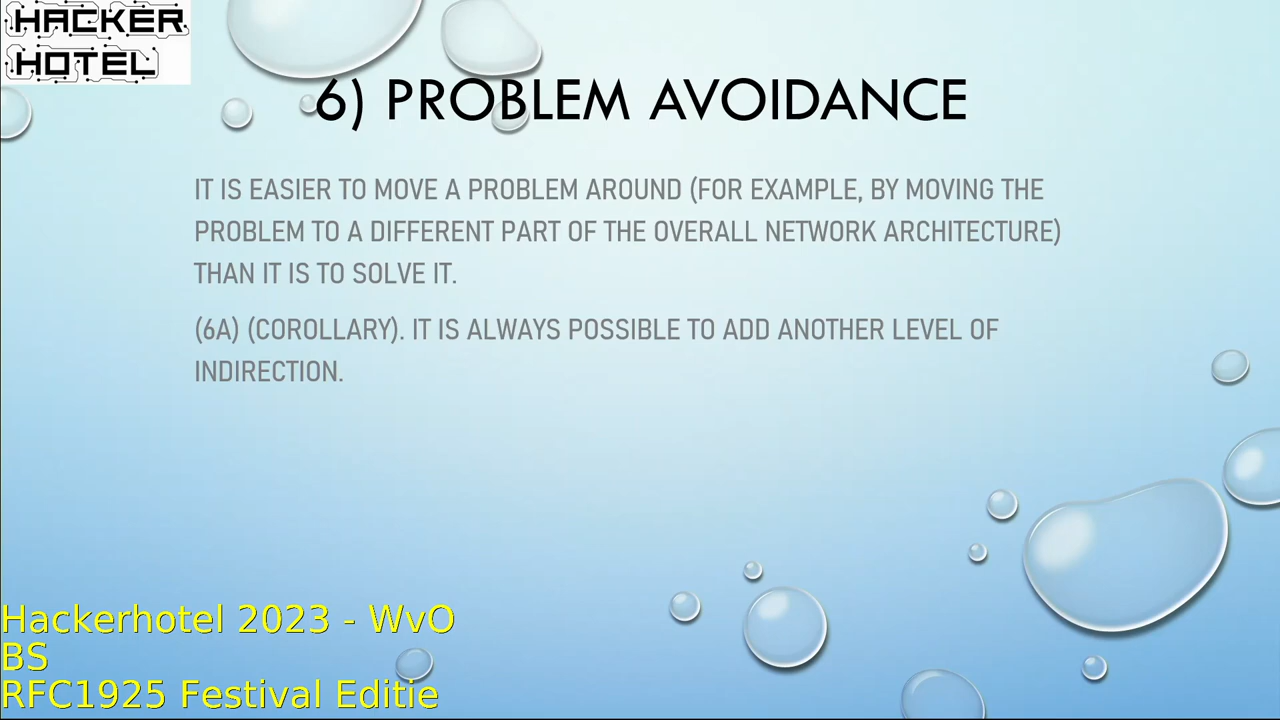 HACKER
HOTEL
6) PROBLEM AVOIDANCE
IT IS EASIER TO MOVE A PROBLEM AROUND (FOR EXAMPLE, BY MOVING THE
PROBLEM TO A DIFFERENT PART OF THE OVERALL NETWORK ARCHITECTURE)
THAN IT IS TO SOLVE IT.
(6A) (COROLLARY). IT IS ALWAYS POSSIBLE TO ADD ANOTHER LEVEL OF
INDIRECTION.
Hackerhotel 2023 - WvO
BS
RFC1925 Festival Editie